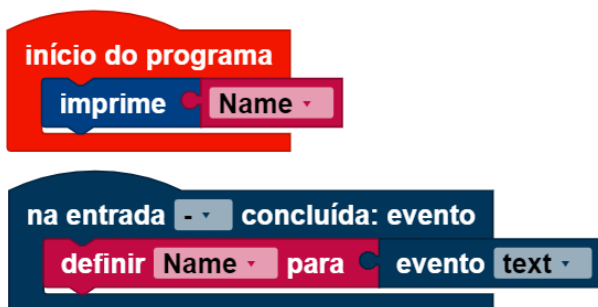 início do programa
imprime Name
na entrada - concluída: evento
definir Name para evento text